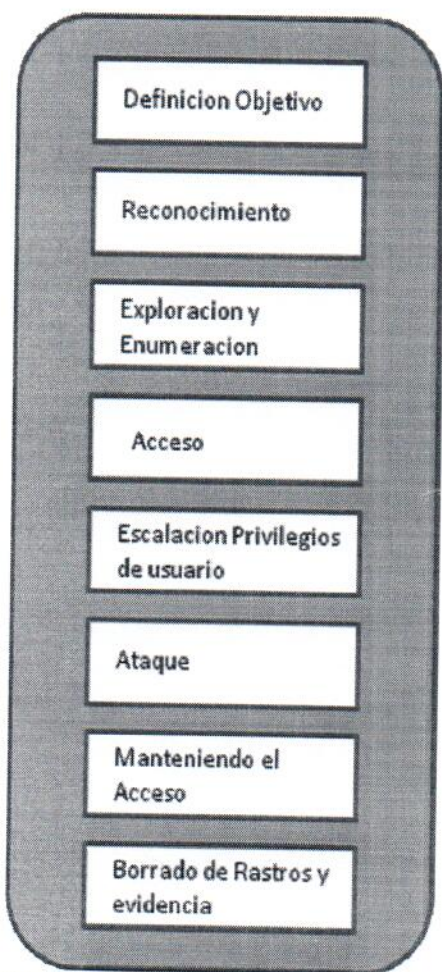 Definicion Objetivo
Reconocimiento
Exploracion y
Enumeracion
Acceso
Escalacion Privilegios
de usuario
Ataque
Manteniendo el
Acceso
Borrado de Rastros y
evidencia